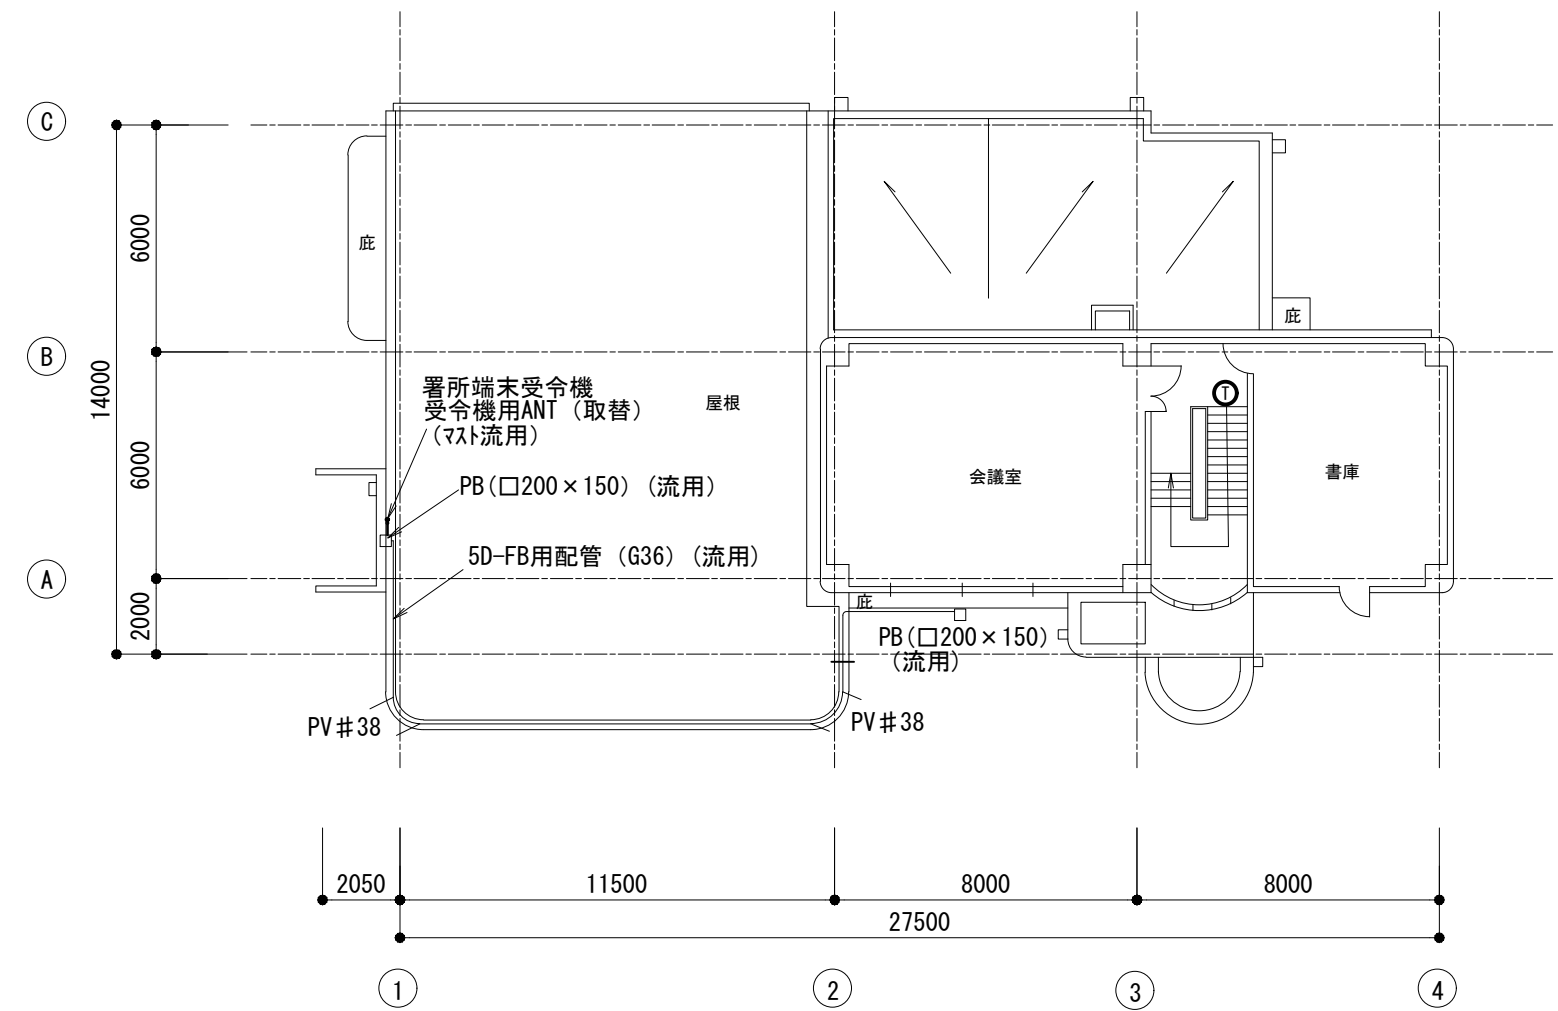 C
6000
庇
庇
B
14000
署所端末受令機
受令機用ANT（取替）
（ﾏｽﾄ流用）
屋根
T
6000
会議室
書庫
PB(□200×150)（流用）
5D-FB用配管（G36）（流用）
A
2000
庇
PB(□200×150)
（流用）
PV♯38
PV♯38
2050
11500
8000
8000
27500
1
2
3
4